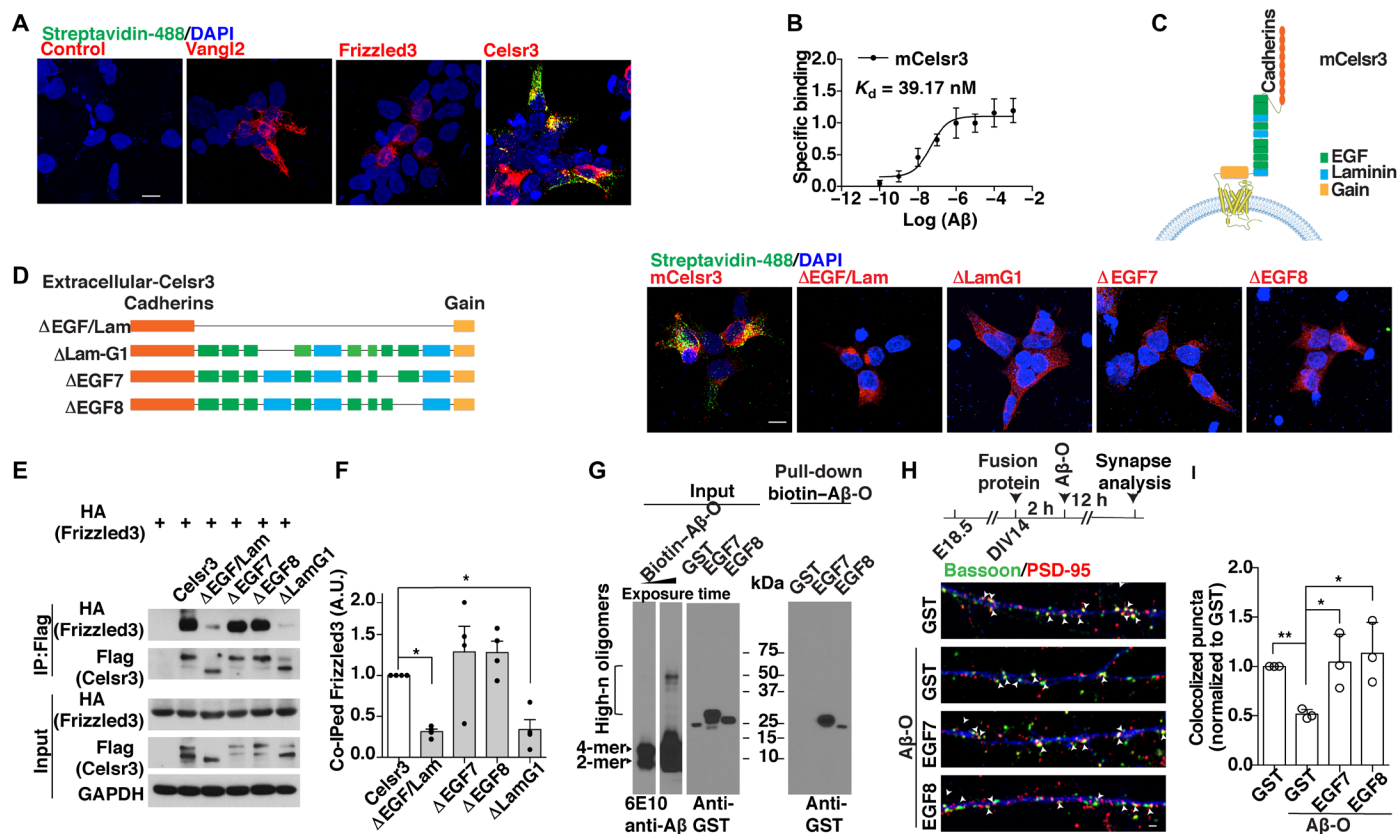 A
Streptavidin-488/DAPI
Control
Vangl2
Frizzled3
Celsr3
B
mCelsr3
Kd = 39.17 nM
Specific binding
2.0
1.5
1.0
0.5
0.0
−12
−10
−8
−6
−4
−2
Log (Aβ)
C
Cadherins
mCelsr3
EGF
Laminin
Gain
D
Extracellular-Celsr3
Cadherins
Gain
ΔEGF/Lam
ΔLam-G1
ΔEGF7
ΔEGF8
Streptavidin-488/DAPI
mCelsr3
ΔEGF/Lam
ΔLamG1
ΔEGF7
ΔEGF8
E
HA
(Frizzled3)
+ + + + + +
Celsr3
ΔEGF/Lam
ΔEGF7
ΔEGF8
ΔLamG1
IP:Flag
HA
(Frizzled3)
Flag
(Celsr3)
Input
HA
(Frizzled3)
Flag
(Celsr3)
GAPDH
F
Co-IPed Frizzled3 (A.U.)
2.0
1.5
1.0
0.5
0.0
*
*
Celsr3
ΔEGF/Lam
ΔEGF7
ΔEGF8
ΔLamG1
G
Input
Pull-down
biotin–Aβ-O
Biotin–Aβ-O
GST
EGF7
EGF8
Exposure time
kDa
GST
EGF7
EGF8
High-n oligomers
4-mer
2-mer
75
50
37
25
15
10
6E10
anti-Aβ
Anti-
GST
Anti-
GST
H
Fusion
protein
Aβ-O
Synapse
analysis
2 h
12 h
E18.5
DIV14
Bassoon/PSD-95
GST
Aβ-O
GST
EGF7
EGF8
I
Colocolized puncta
(normalized to GST)
2.0
1.5
1.0
0.5
0.0
**
*
*
GST
GST
EGF7
EGF8
Aβ-O